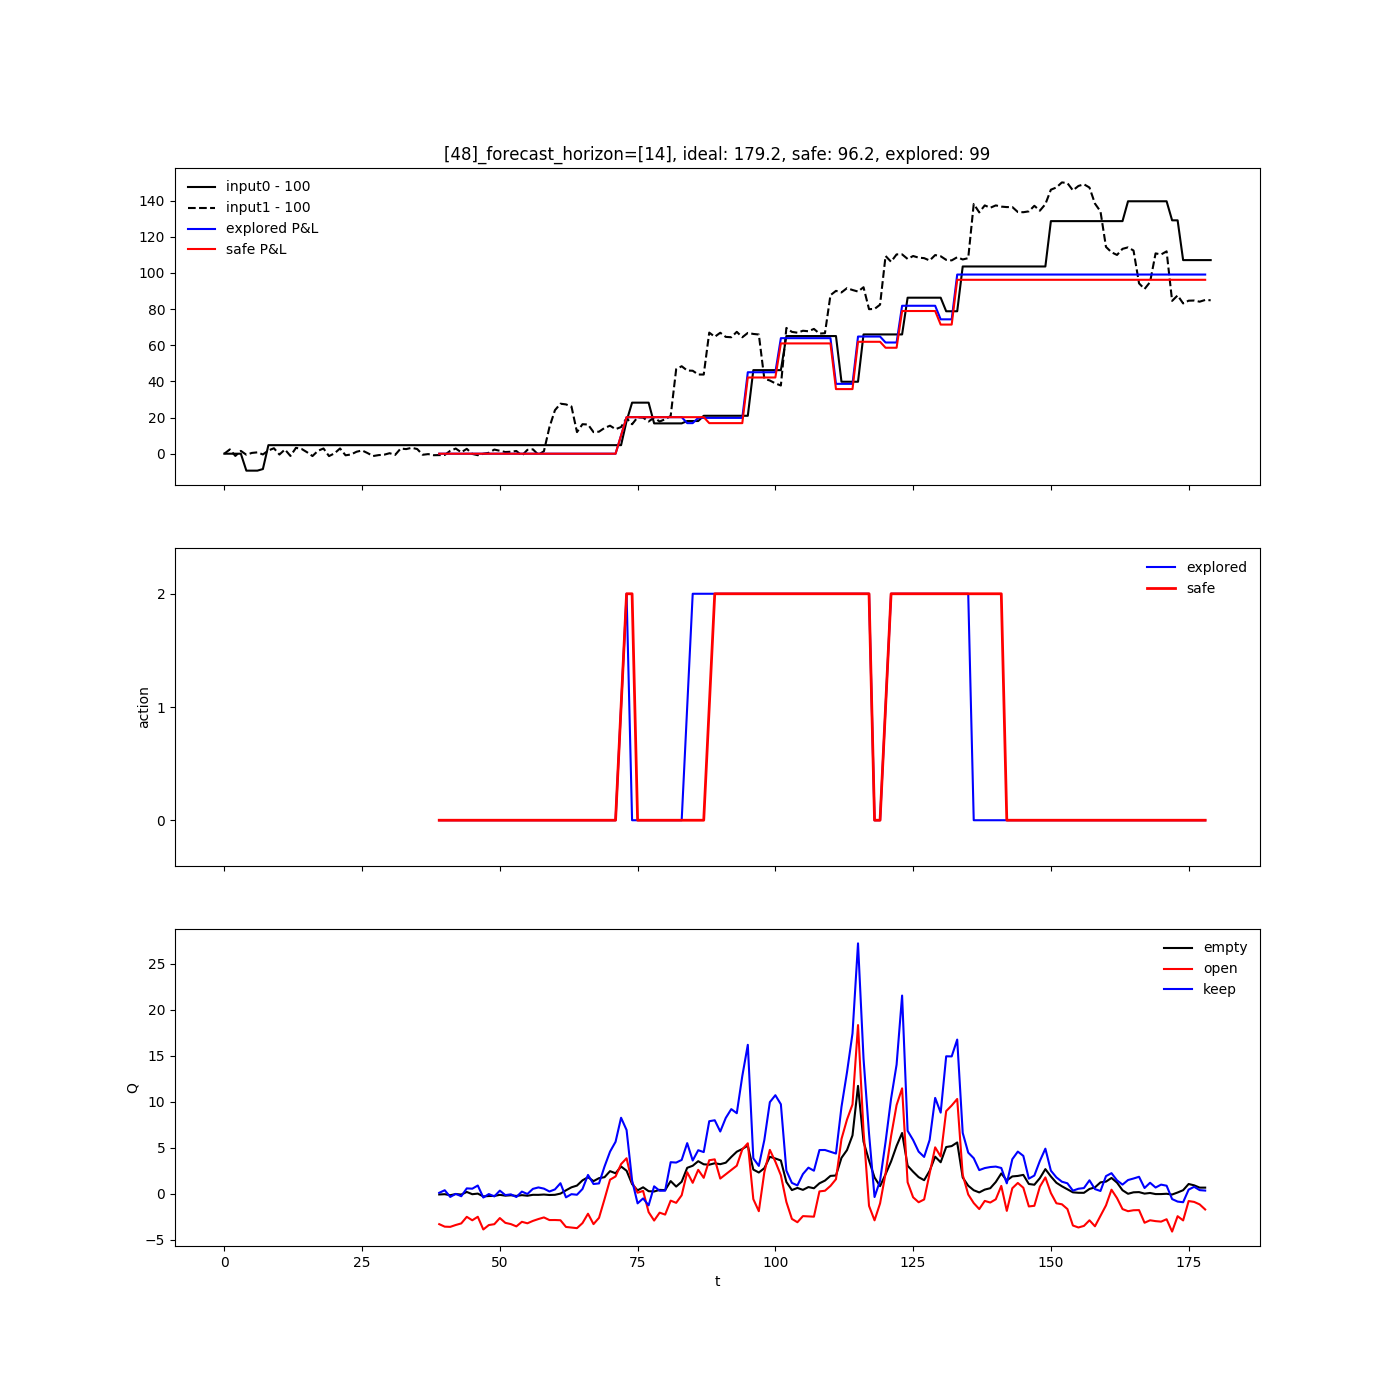 [48]_forecast_horizon=[14], ideal: 179.2, safe: 96.2, explored: 99
input0 - 100
input1 - 100
explored P&L
safe P&L
140
120
100
80
60
40
20
0
explored
safe
2
1
0
action
empty
open
keep
25
20
15
10
5
0
−5
Q
0 25 50 75 100 125 150 175
t